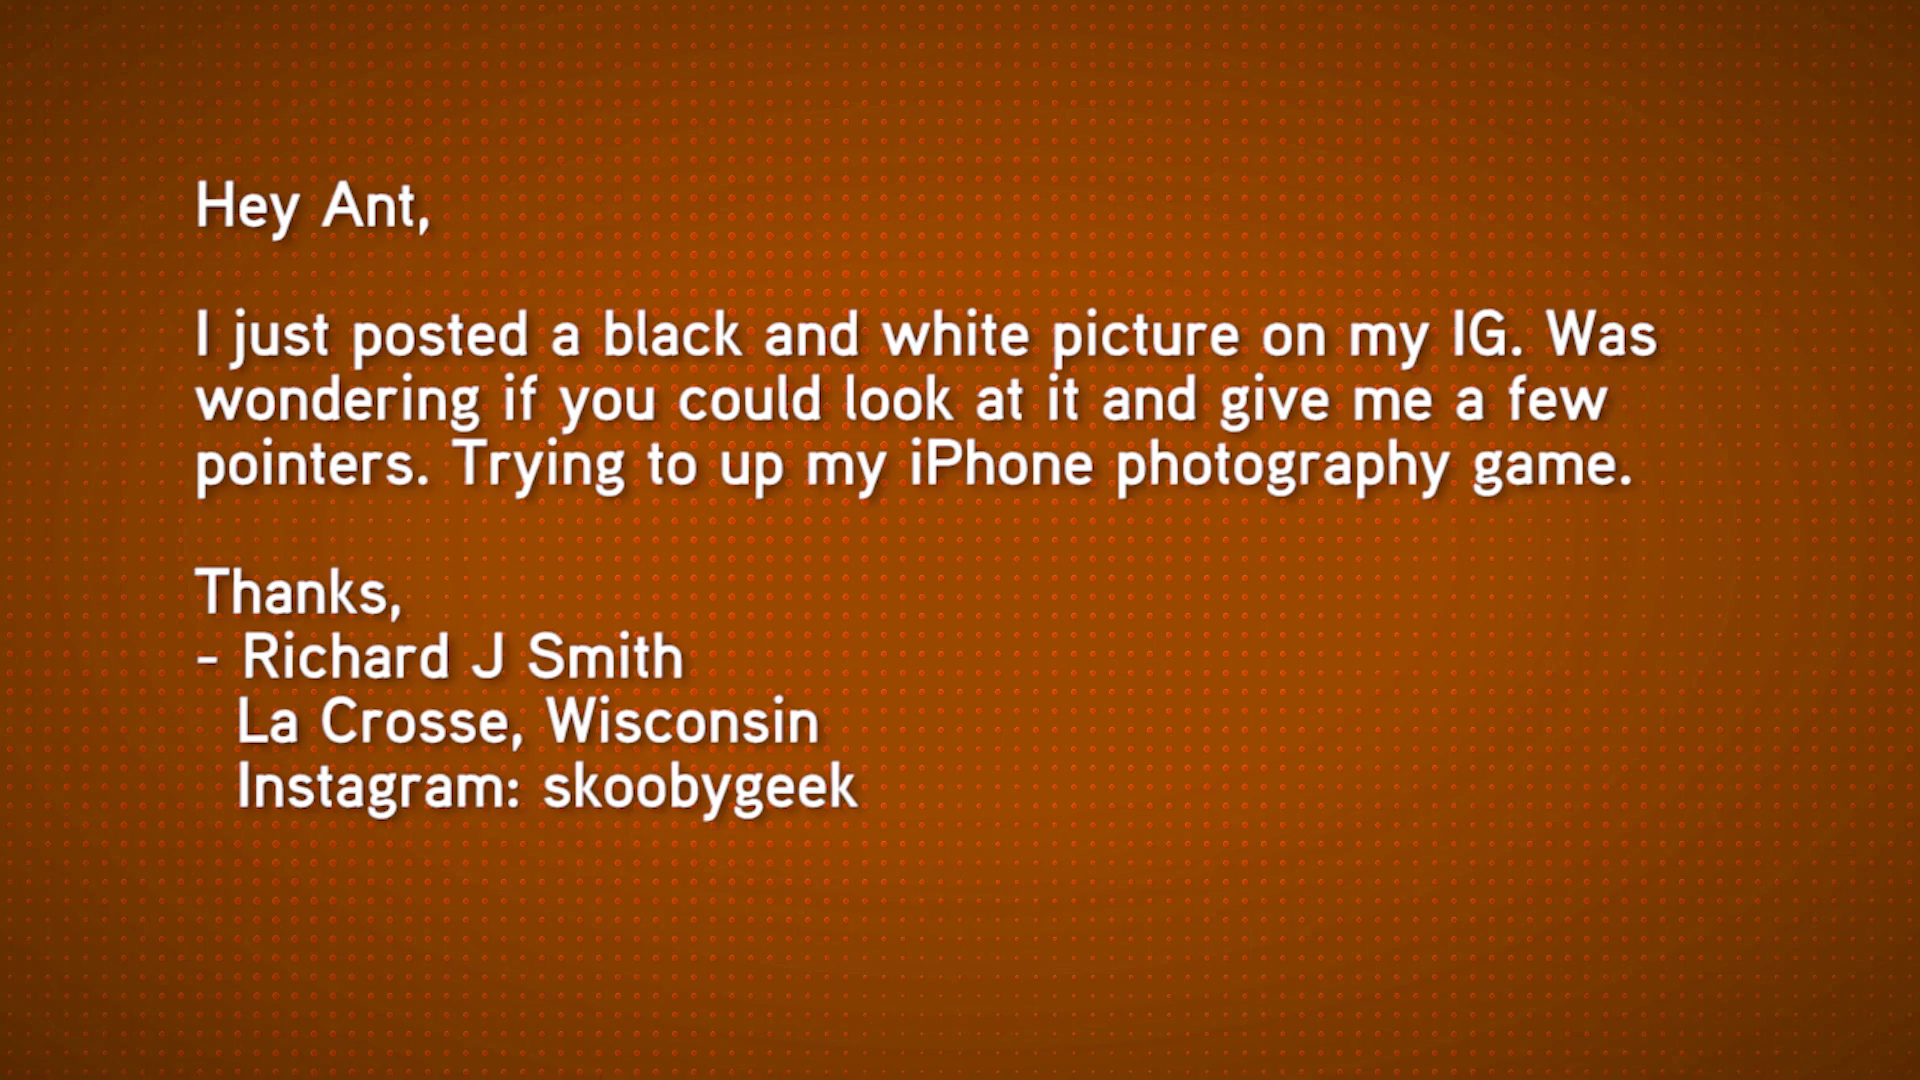 Hey Ant,
I just posted a black and white picture on my IG. Was
wondering if you could look at it and give me a few
pointers. Trying to up my iPhone photography game.
Thanks,
- Richard J Smith
La Crosse, Wisconsin
Instagram: skoobygeek